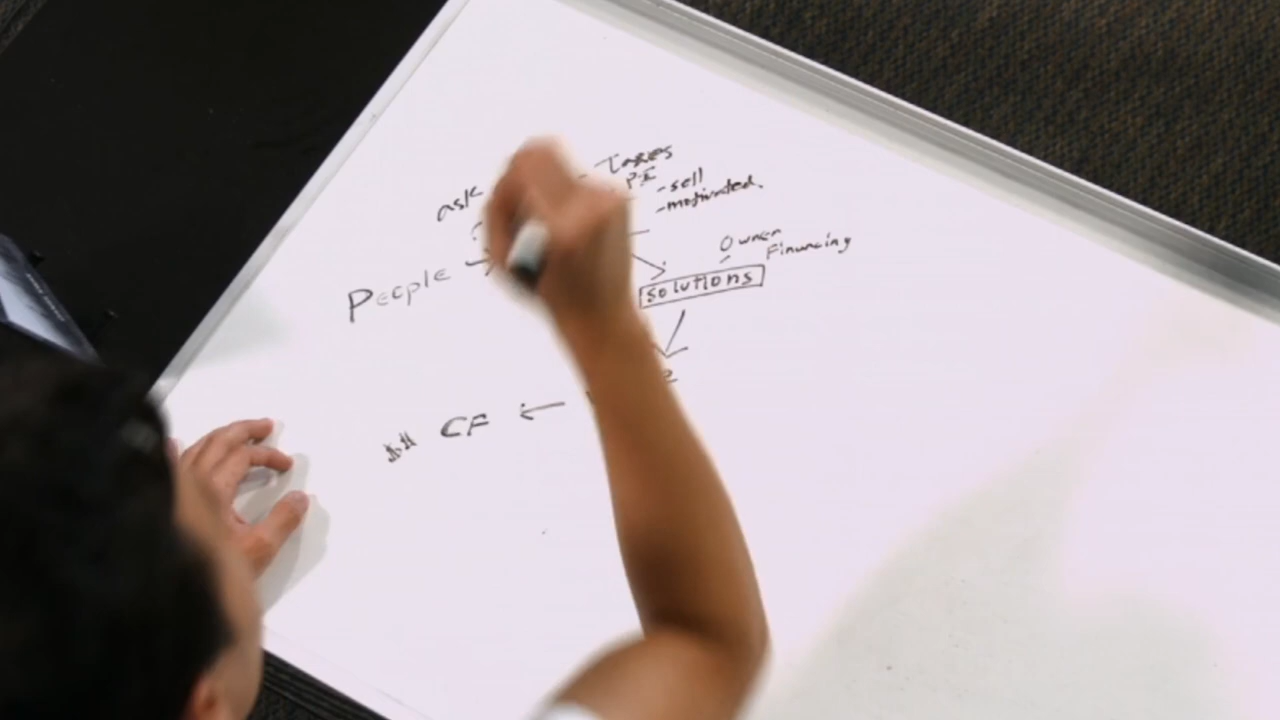 Taxes
P&I
ask
- sell
- motivated.
Owner
Financing
People
solutions
CF